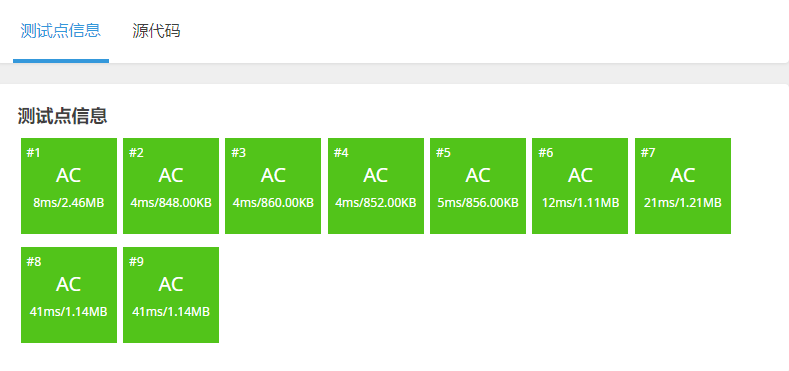 测试点信息 源代码
测试点信息
#1 #2 #3 #4 #5 #6 #7
AC AC AC AC AC AC AC
8ms/2.46MB 4ms/848.00KB 4ms/860.00KB 4ms/852.00KB 5ms/856.00KB 12ms/1.11MB 21ms/1.21MB
#8 #9
AC AC
41ms/1.14MB 41ms/1.14MB